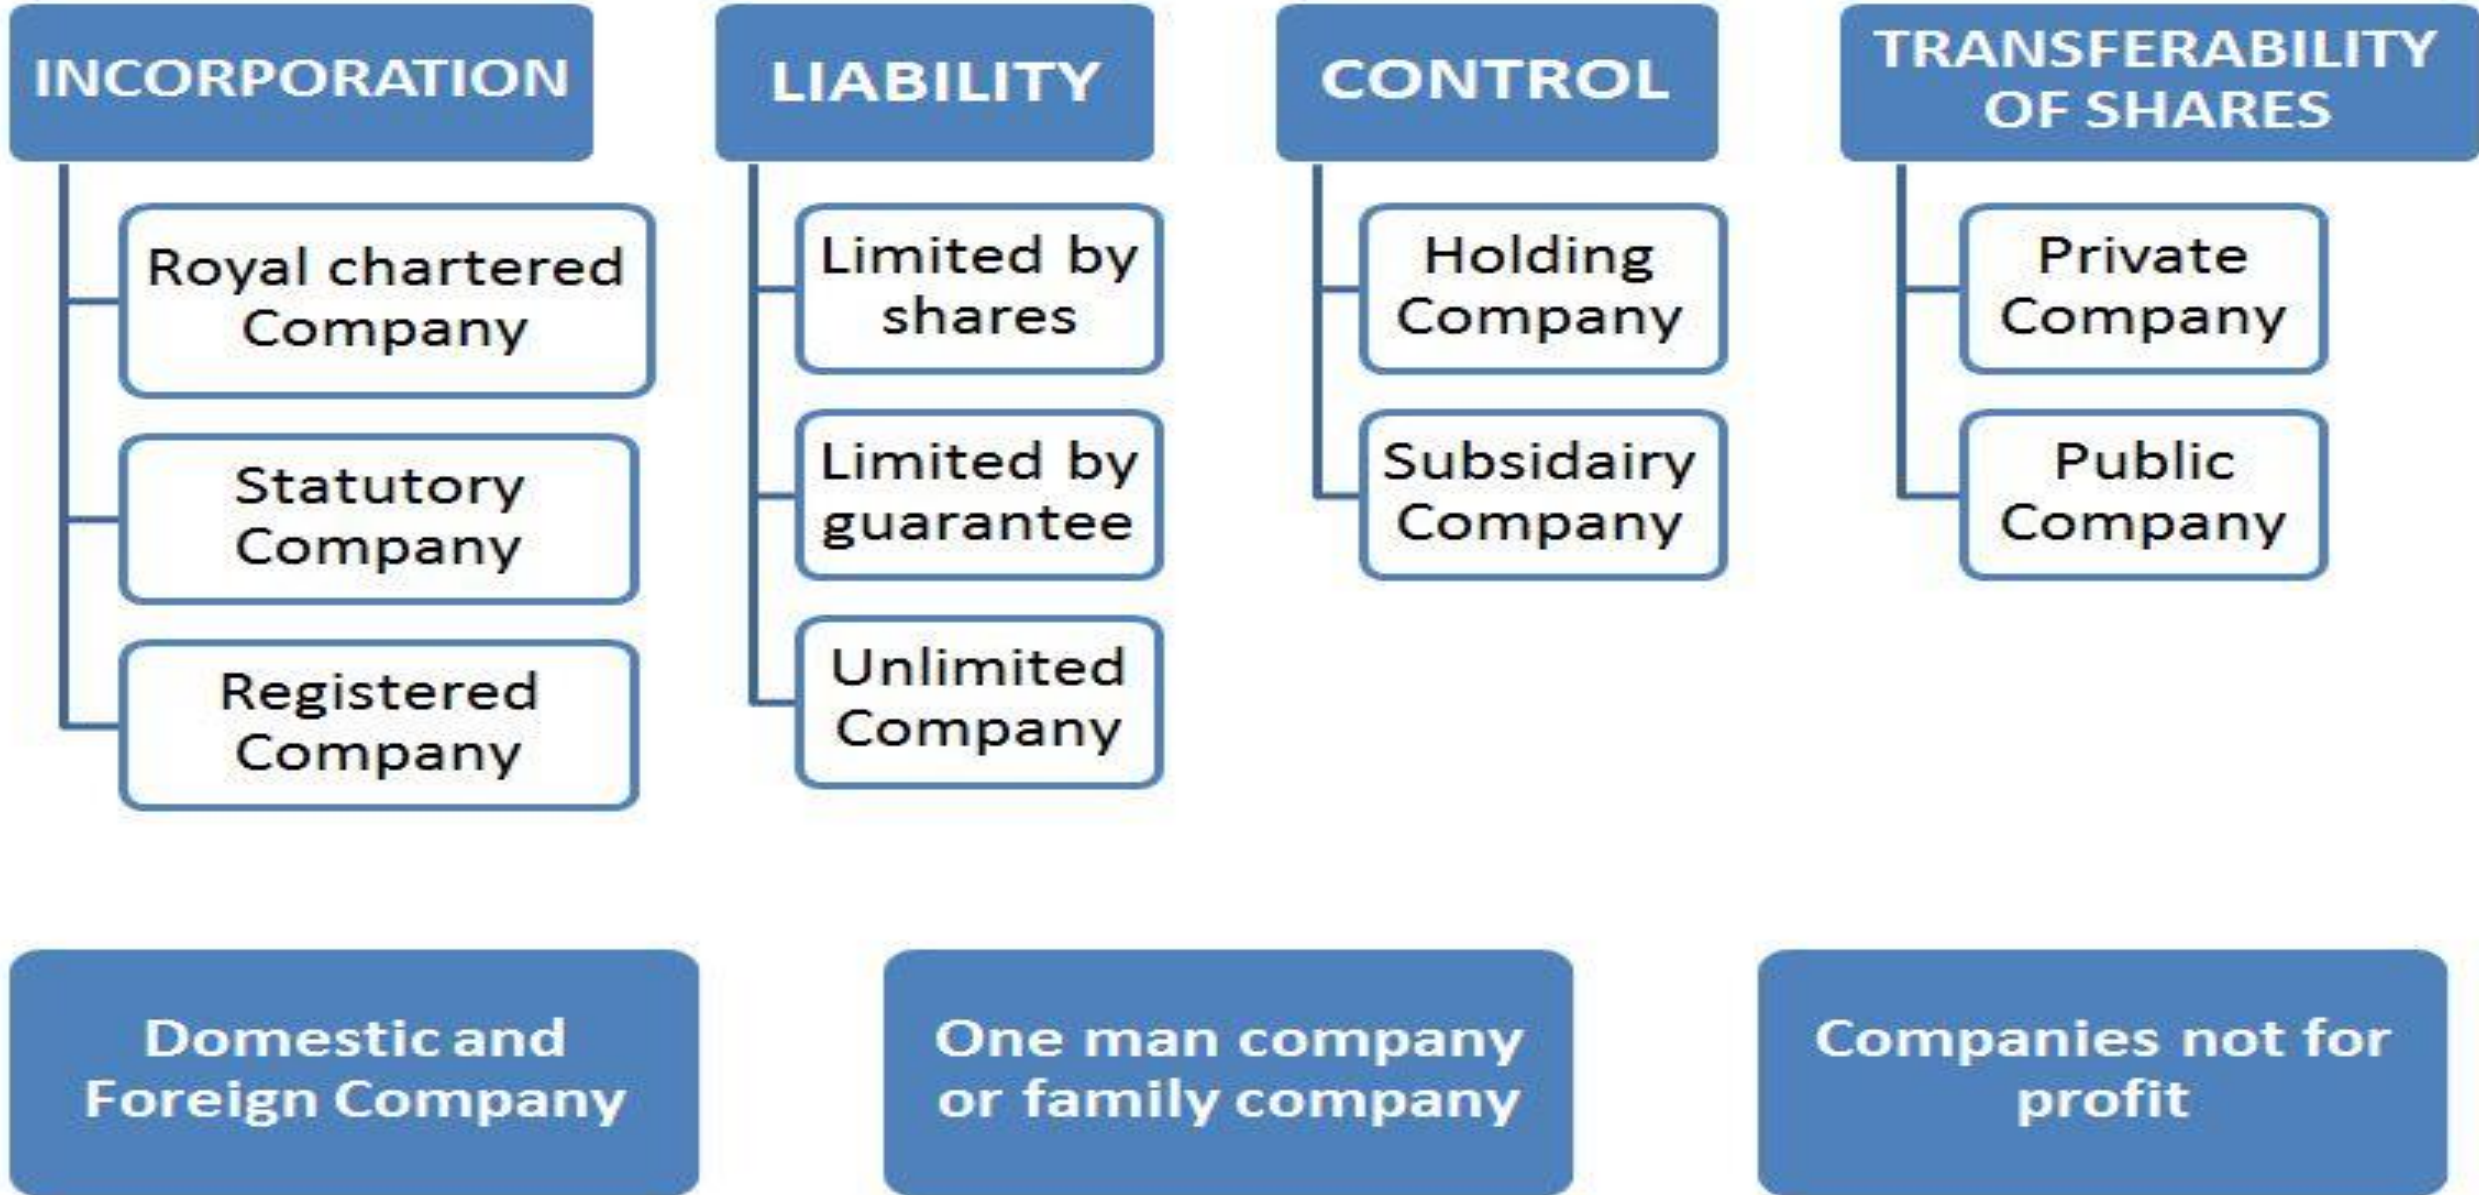 INCORPORATION
Royal chartered
Company
Statutory
Company
Registered
Company
LIABILITY
Limited by
shares
Limited by
guarantee
Unlimited
Company
CONTROL
Holding
Company
Subsidairy
Company
TRANSFERABILITY
OF SHARES
Private
Company
Public
Company
Domestic and
Foreign Company
One man company
or family company
Companies not for
profit